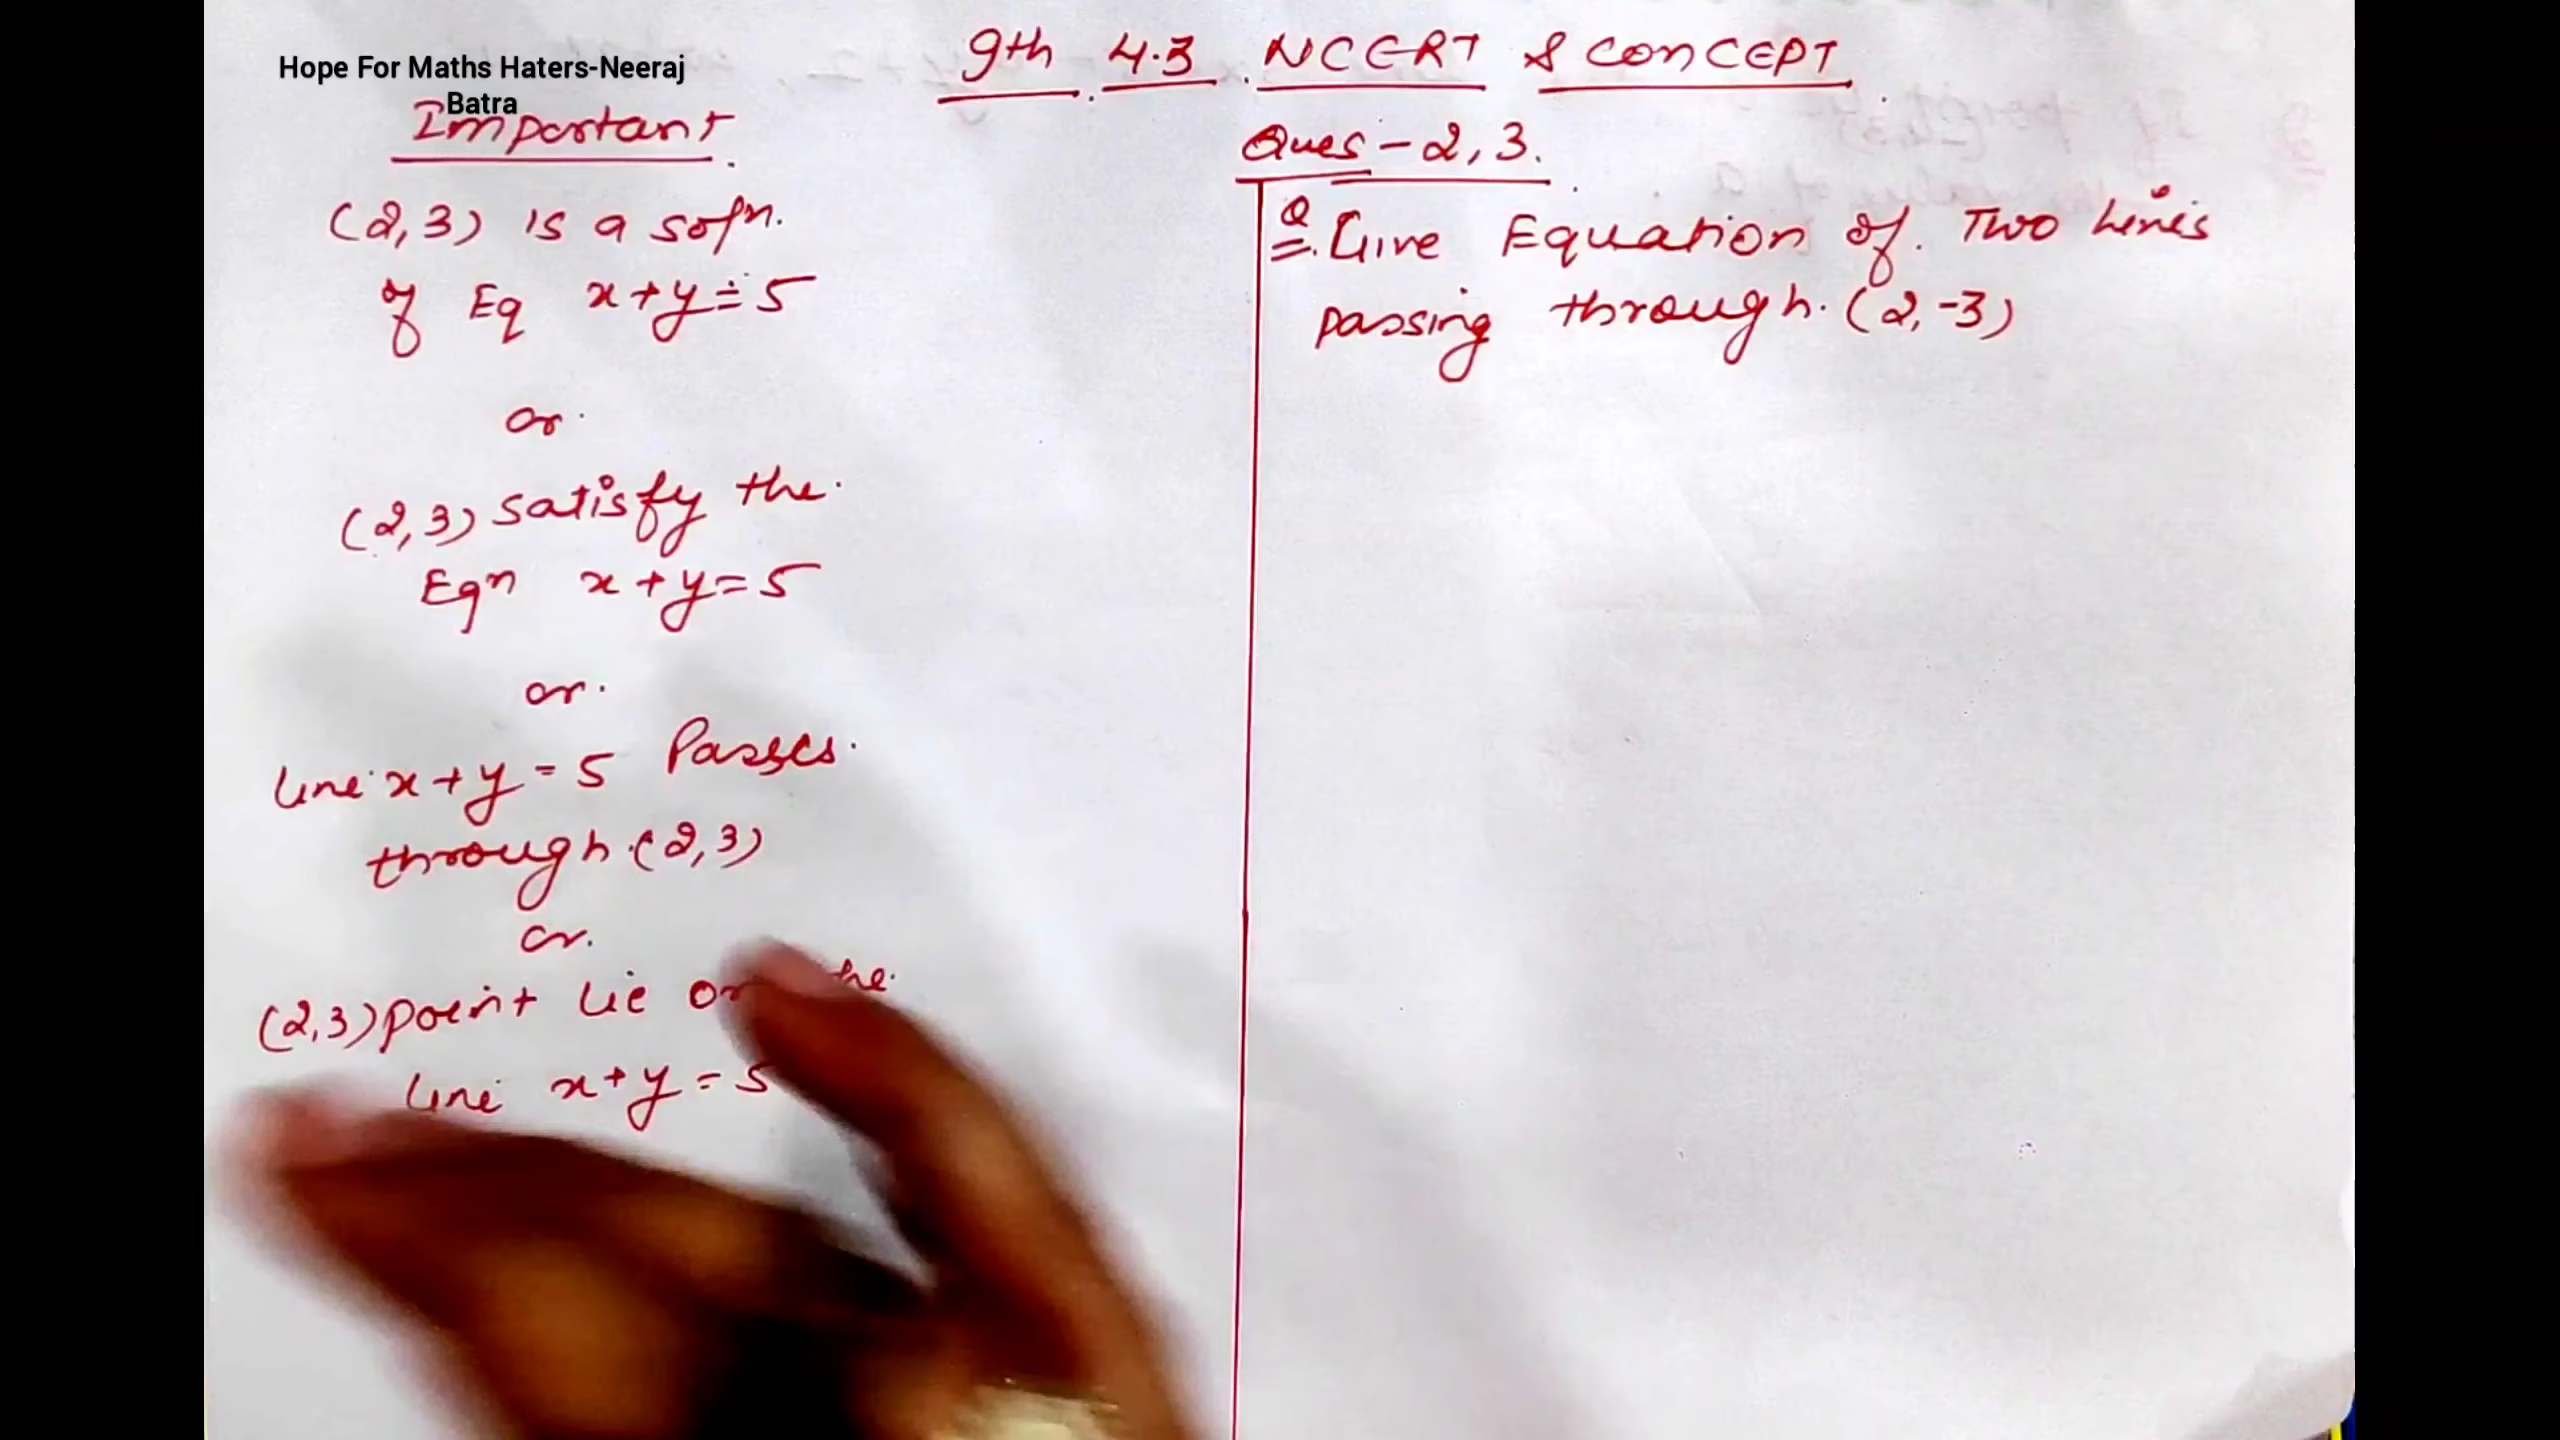 9th 4.3 NCERT & CONCEPT
Hope For Maths Haters-Neeraj
Batra
Important
Ques - 2, 3.
(2,3) is a soln.
of Eq x+y=5
or
(2,3) satisfy the
Eqn x+y=5
or
line x+y=5 Passes
through (2,3)
or
(2,3) point lie on the
line x+y=5
Q. Give Equation of Two lines
passing through (2,-3)